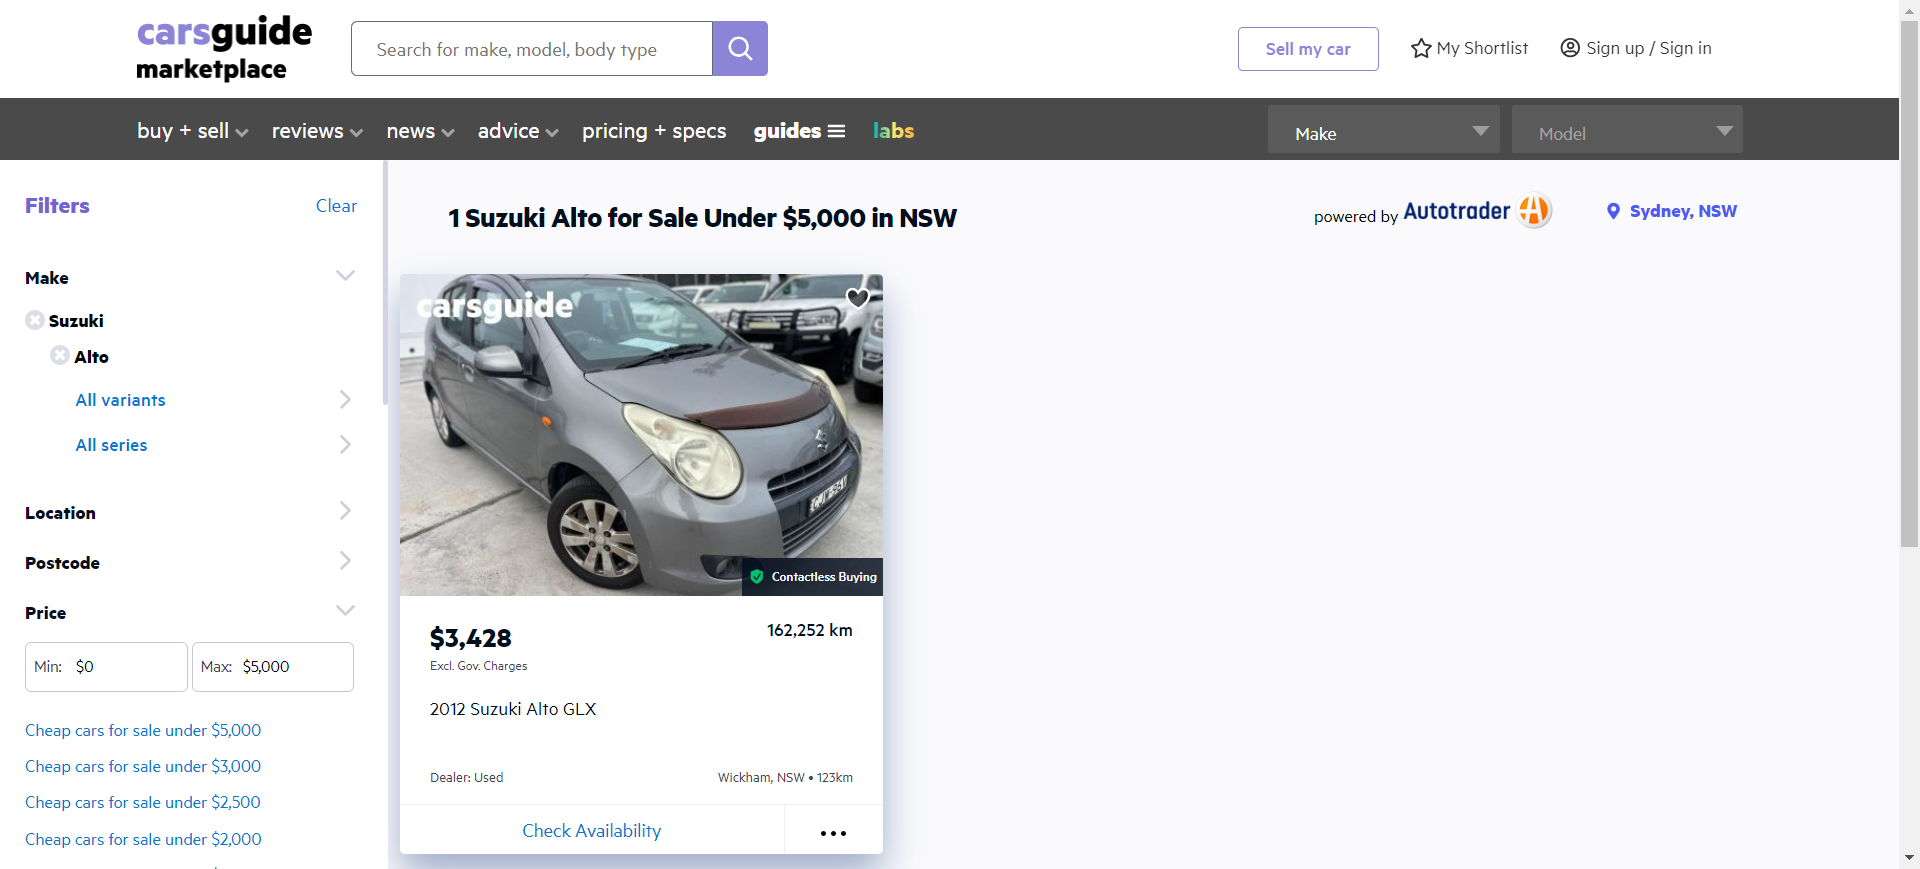 carsguide
marketplace
Search for make, model, body type
Sell my car
My Shortlist
Sign up / Sign in
buy + sell
reviews
news
advice
pricing + specs
guides
labs
Make
Model
Filters
Clear
Make
Suzuki
Alto
All variants
All series
Location
Postcode
Price
Min: $0
Max: $5,000
Cheap cars for sale under $5,000
Cheap cars for sale under $3,000
Cheap cars for sale under $2,500
Cheap cars for sale under $2,000
1 Suzuki Alto for Sale Under $5,000 in NSW
powered by Autotrader
Sydney, NSW
carsguide
Contactless Buying
$3,428
162,252 km
Excl. Gov. Charges
2012 Suzuki Alto GLX
Dealer: Used
Wickham, NSW • 123km
Check Availability